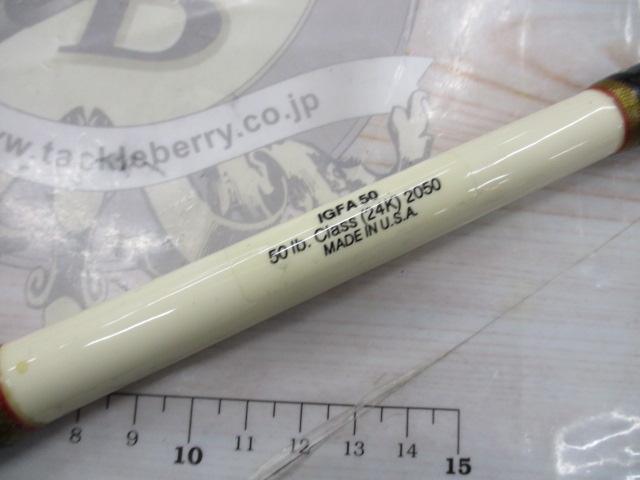 B
www.tackleberry.co.jp
IGFA 50
50 lb. Class (24K) 2050
MADE IN U.S.A.
8 9 10 11 12 13 14 15